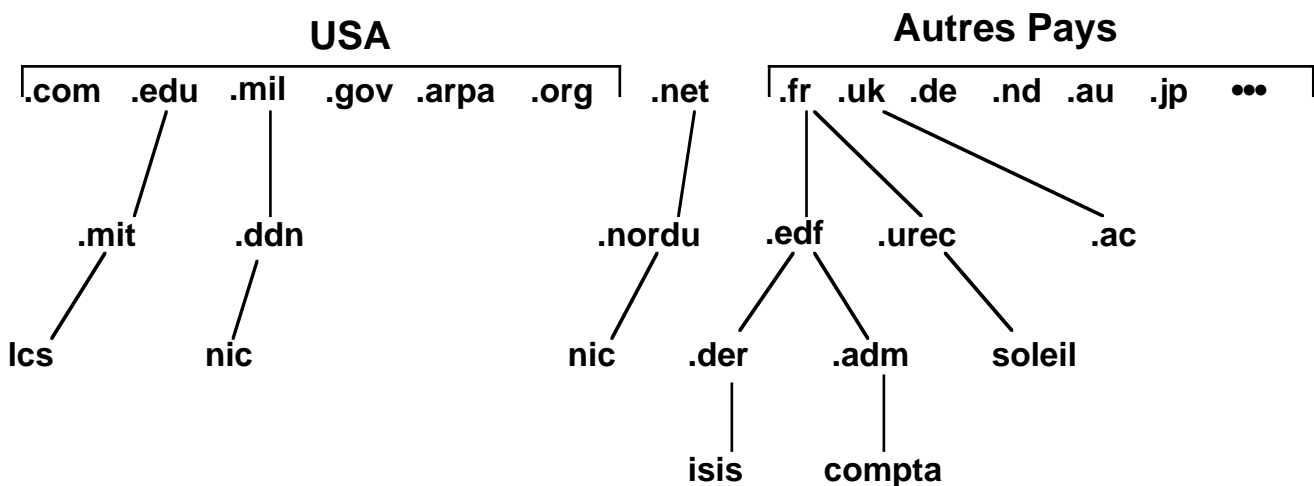 USA
Autres Pays
.com .edu .mil .gov .arpa .org .net .fr .uk .de .nd .au .jp •••
.mit .ddn .nordu .edf .urec .ac
lcs nic nic .der .adm soleil
isis compta